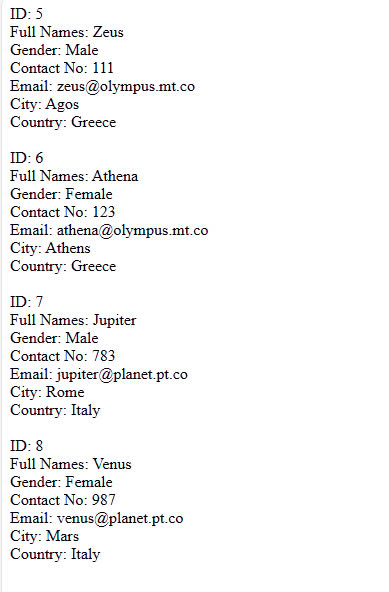 ID: 5
Full Names: Zeus
Gender: Male
Contact No: 111
Email: zeus@olympus.mt.co
City: Agos
Country: Greece
ID: 6
Full Names: Athena
Gender: Female
Contact No: 123
Email: athena@olympus.mt.co
City: Athens
Country: Greece
ID: 7
Full Names: Jupiter
Gender: Male
Contact No: 783
Email: jupiter@planet.pt.co
City: Rome
Country: Italy
ID: 8
Full Names: Venus
Gender: Female
Contact No: 987
Email: venus@planet.pt.co
City: Mars
Country: Italy